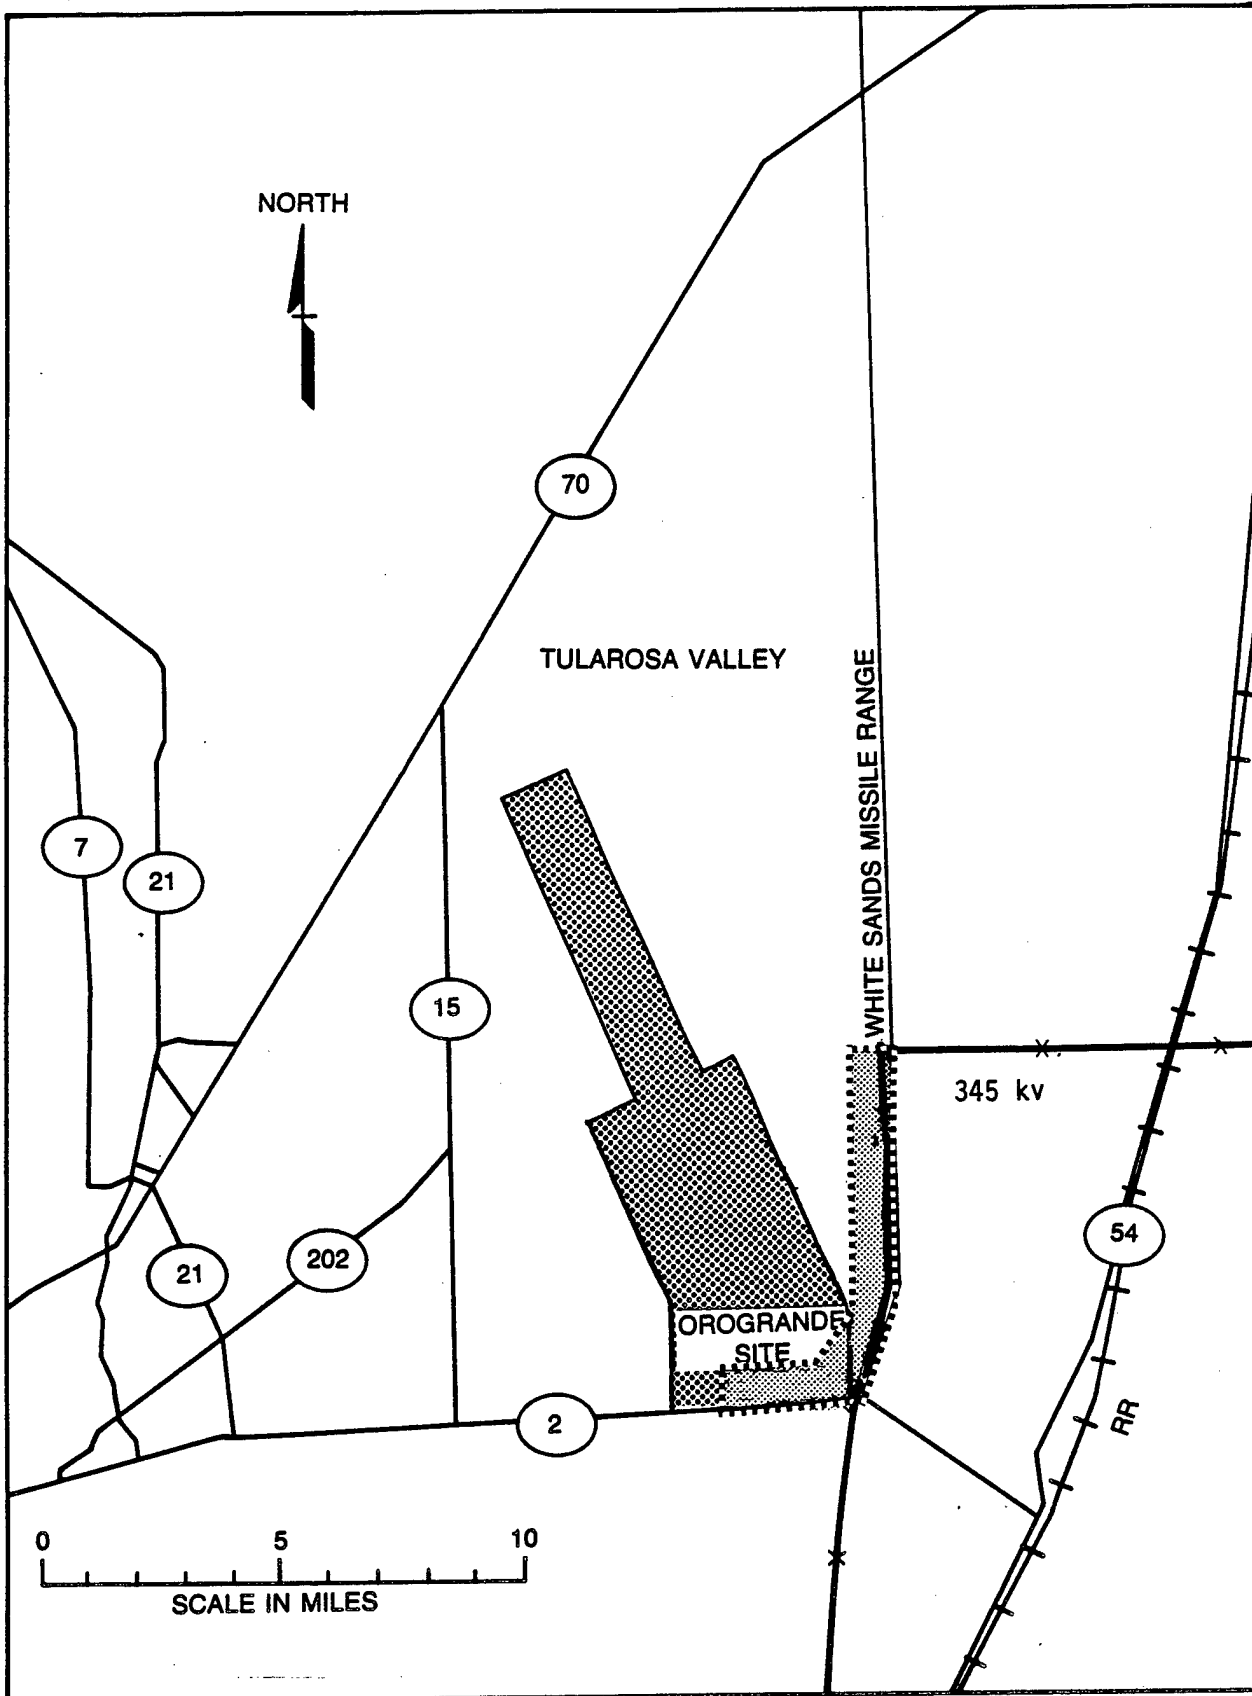 NORTH
70
TULAROSA VALLEY
WHITE SANDS MISSILE RANGE
7
21
15
345 kv
54
202
21
OROGRANDE
SITE
2
RR
0 5 10
SCALE IN MILES